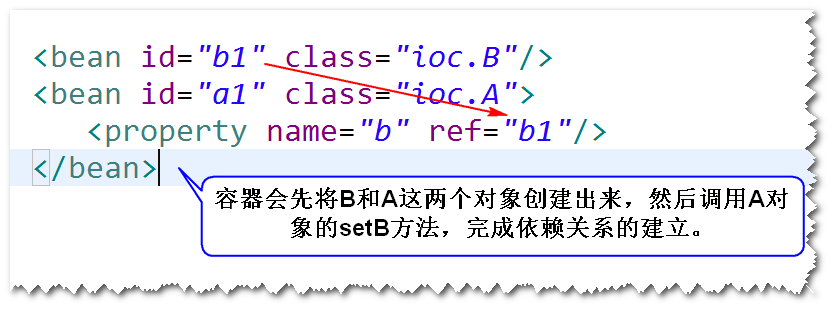 <bean id="b1" class="ioc.B"/>
<bean id="a1" class="ioc.A">
   <property name="b" ref="b1"/>
</bean>
容器会先将B和A这两个对象创建出来，然后调用A对
象的setB方法，完成依赖关系的建立。